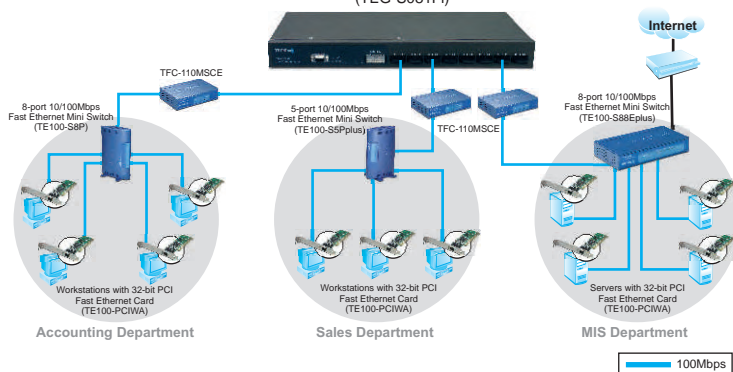 Internet
TFC-110MSCE
8-port 10/100Mbps
Fast Ethernet Mini Switch
(TE100-S8P)
5-port 10/100Mbps
Fast Ethernet Mini Switch
(TE100-S5Pplus)
TFC-110MSCE
8-port 10/100Mbps
Fast Ethernet Mini Switch
(TE100-S88Eplus)
Workstations with 32-bit PCI
Fast Ethernet Card
(TE100-PCIWA)
Accounting Department
Workstations with 32-bit PCI
Fast Ethernet Card
(TE100-PCIWA)
Sales Department
Servers with 32-bit PCI
Fast Ethernet Card
(TE100-PCIWA)
MIS Department
100Mbps